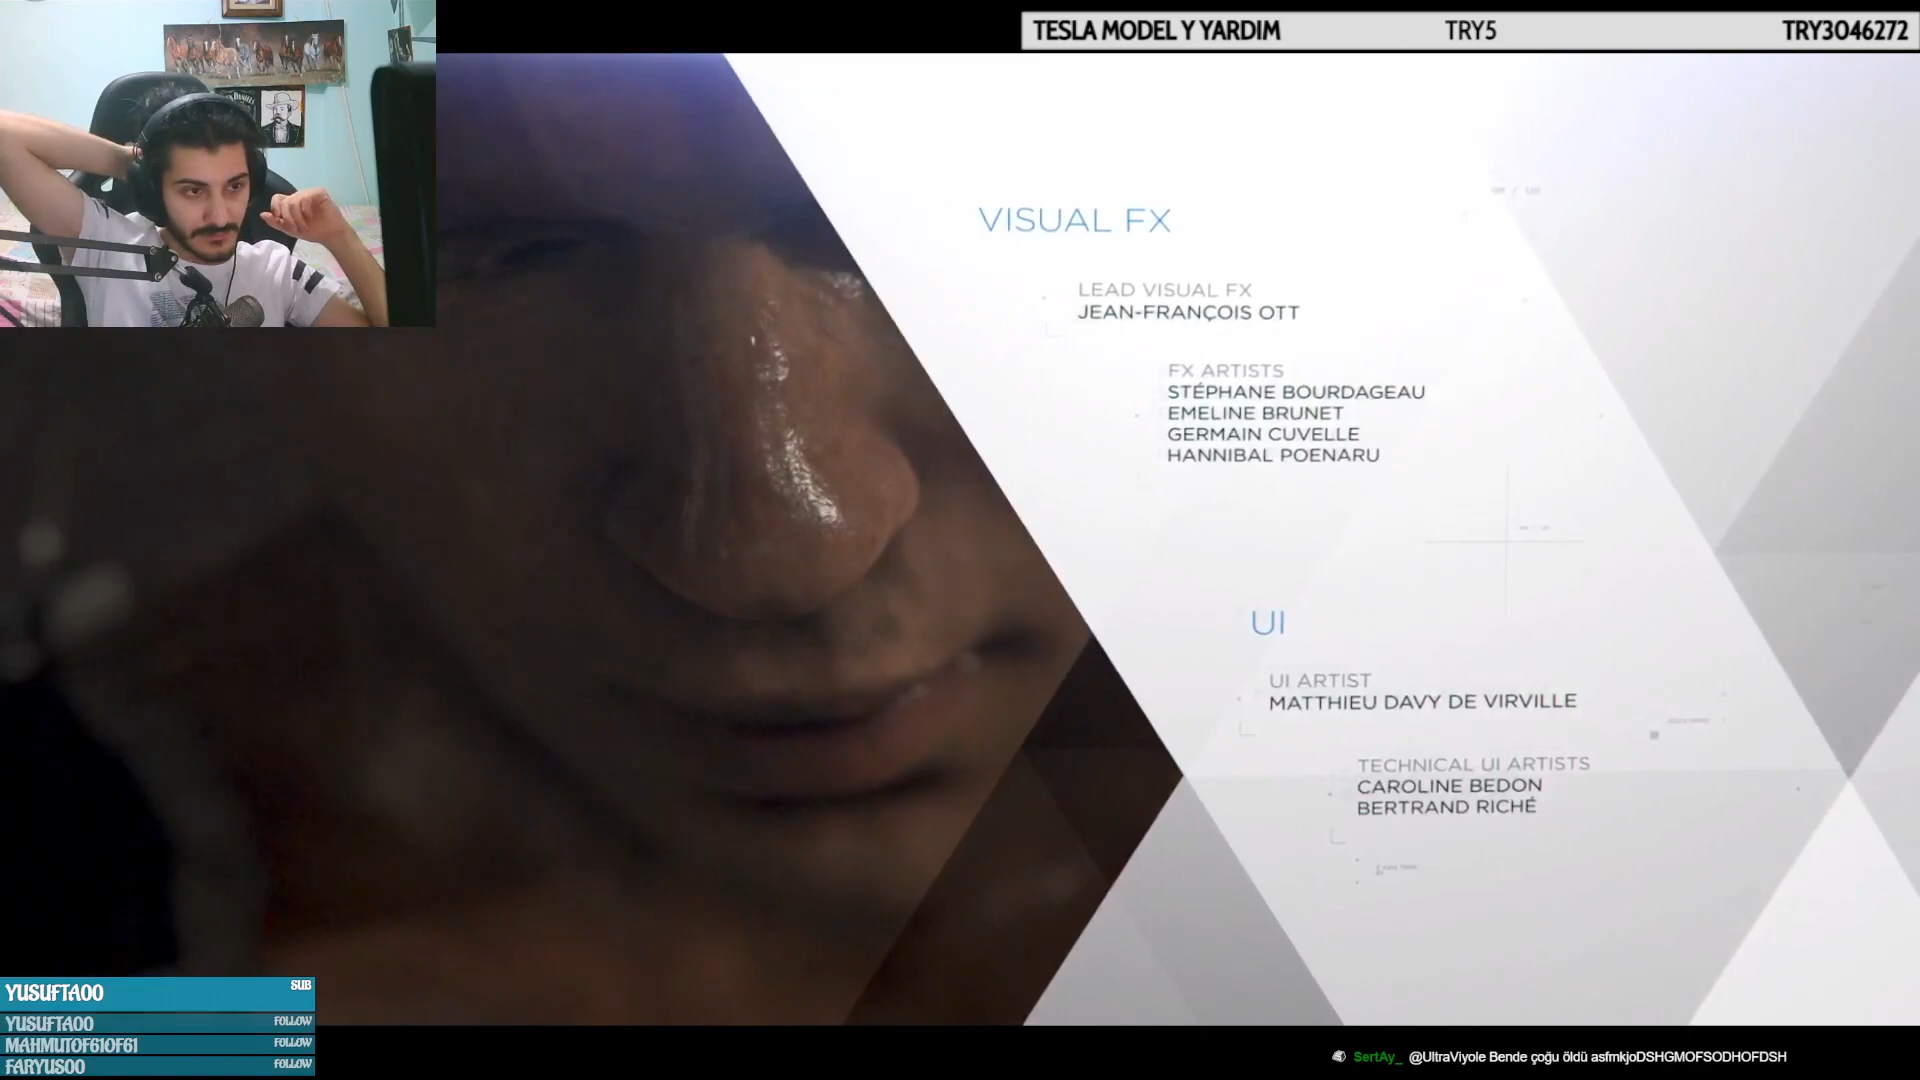 TESLA MODEL Y YARDIM TRY5 TRY3046272
VISUAL FX
LEAD VISUAL FX
JEAN-FRANÇOIS OTT
FX ARTISTS
STÉPHANE BOURDAGEAU
EMELINE BRUNET
GERMAIN CUVELLE
HANNIBAL POENARU
UI
UI ARTIST
MATTHIEU DAVY DE VIRVILLE
TECHNICAL UI ARTISTS
CAROLINE BEDON
BERTRAND RICHÉ
YUSUFTA00 SUB
YUSUFTA00 FOLLOW
MAHMUTOF61OF61 FOLLOW
FARYUS00 FOLLOW
SertAy_ @UltraViyole Bende çoğu öldü asfmkjoDSHGMOFSODHOFDSH